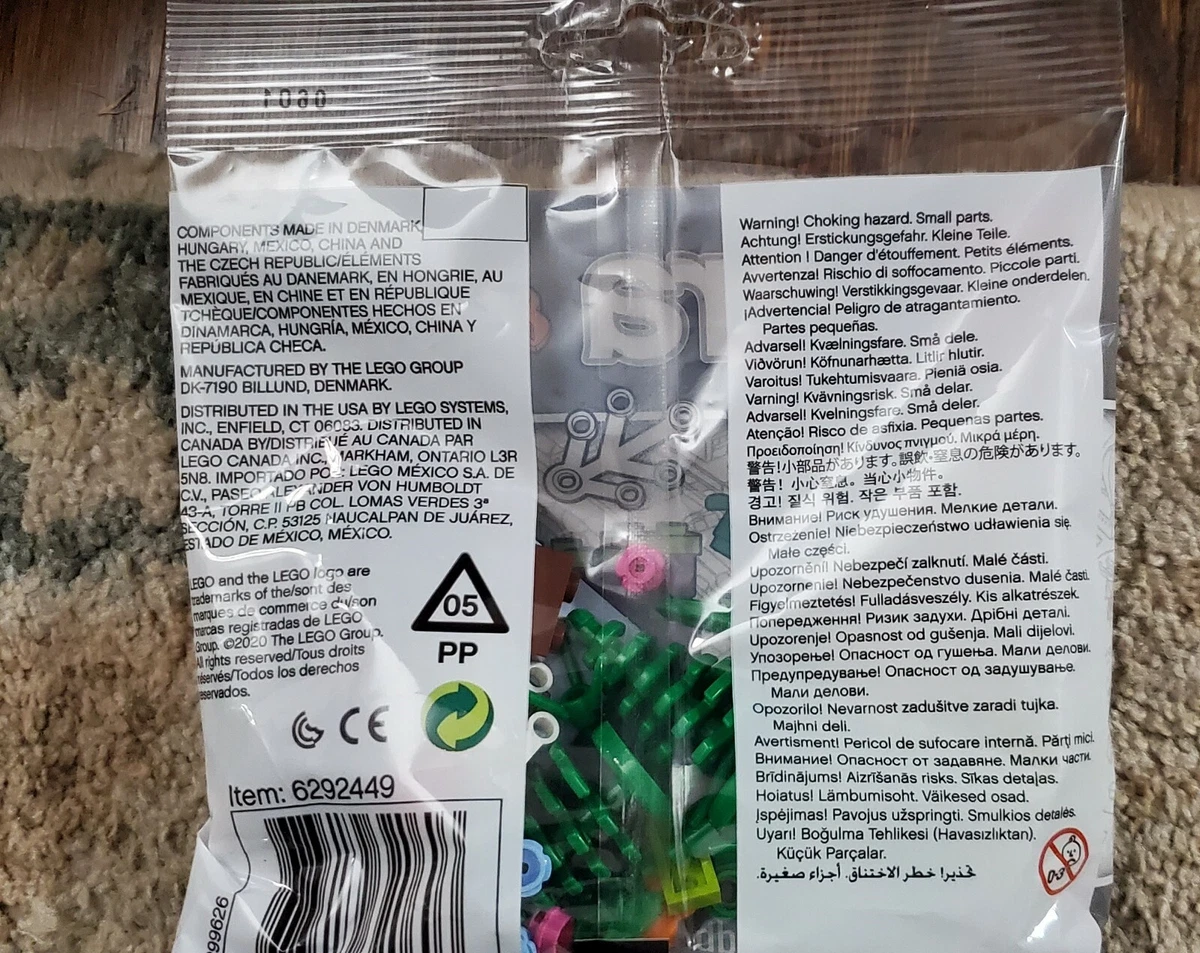 COMPONENTS MADE IN DENMARK,
HUNGARY, MEXICO, CHINA AND
THE CZECH REPUBLIC/ÉLÉMENTS
FABRIQUÉS AU DANEMARK, EN HONGRIE, AU
MEXIQUE, EN CHINE ET EN RÉPUBLIQUE
TCHÈQUE/COMPONENTES HECHOS EN
DINAMARCA, HUNGRÍA, MÉXICO, CHINA Y
REPÚBLICA CHECA.
MANUFACTURED BY THE LEGO GROUP
DK-7190 BILLUND, DENMARK.
DISTRIBUTED IN THE USA BY LEGO SYSTEMS,
INC., ENFIELD, CT 06083. DISTRIBUTED IN
CANADA BY/DISTRIBUÉ AU CANADA PAR
LEGO CANADA INC., MARKHAM, ONTARIO L3R
5N8. IMPORTADO POR: LEGO MÉXICO S.A. DE
C.V., PASEO ALEXANDER VON HUMBOLDT
43-A, TORRE II PB COL. LOMAS VERDES 3ª
SECCIÓN, C.P. 53125 NAUCALPAN DE JUÁREZ,
ESTADO DE MÉXICO, MÉXICO.
LEGO and the LEGO logo are
trademarks of the/sont des
marques de commerce du/son
marcas registradas de LEGO
Group. ©2020 The LEGO Group.
All rights reserved/Tous droits
réservés/Todos los derechos
reservados.
05
PP
CE
Item: 6292449
99626
Warning! Choking hazard. Small parts.
Achtung! Erstickungsgefahr. Kleine Teile.
Attention ! Danger d'étouffement. Petits éléments.
Avvertenza! Rischio di soffocamento. Piccole parti.
Waarschuwing! Verstikkingsgevaar. Kleine onderdelen.
¡Advertencia! Peligro de atragantamiento.
Partes pequeñas.
Advarsel! Kvælningsfare. Små dele.
Viðvörun! Köfnunarhætta. Litlir hlutir.
Varoitus! Tukehtumisvaara. Pieniä osia.
Varning! Kvävningsrisk. Små delar.
Advarsel! Kvelningsfare. Små deler.
Atenção! Risco de asfixia. Pequenas partes.
Προειδοποίηση! Κίνδυνος πνιγμού. Μικρά μέρη.
警告!小部品があります。誤飲・窒息の危険があります。
警告！小心窒息。当心小物件。
경고! 질식 위험. 작은 부품 포함.
Внимание! Риск удушения. Мелкие детали.
Ostrzeżenie! Niebezpieczeństwo udławienia się.
Małe części.
Upozornění! Nebezpečí zalknutí. Malé části.
Upozornenie! Nebezpečenstvo dusenia. Malé časti.
Figyelmeztetés! Fulladásveszély. Kis alkatrészek.
Попередження! Ризик задухи. Дрібні деталі.
Upozorenje! Opasnost od gušenja. Mali dijelovi.
Упозорење! Опасност од гушења. Мали делови.
Предупредување! Опасност од задушување.
Мали делови.
Opozorilo! Nevarnost zadušitve zaradi tujka.
Majhni deli.
Avertisment! Pericol de sufocare internă. Părți mici.
Внимание! Опасност от задавяне. Малки части.
Brīdinājums! Aizrīšanās risks. Sīkas detaļas.
Hoiatus! Lämbumisoht. Väikesed osad.
Įspėjimas! Pavojus užspringti. Smulkios detalės.
Uyarı! Boğulma Tehlikesi (Havasızlıktan).
Küçük Parçalar.
تحذير! خطر الاختناق. أجزاء صغيرة.
0-3